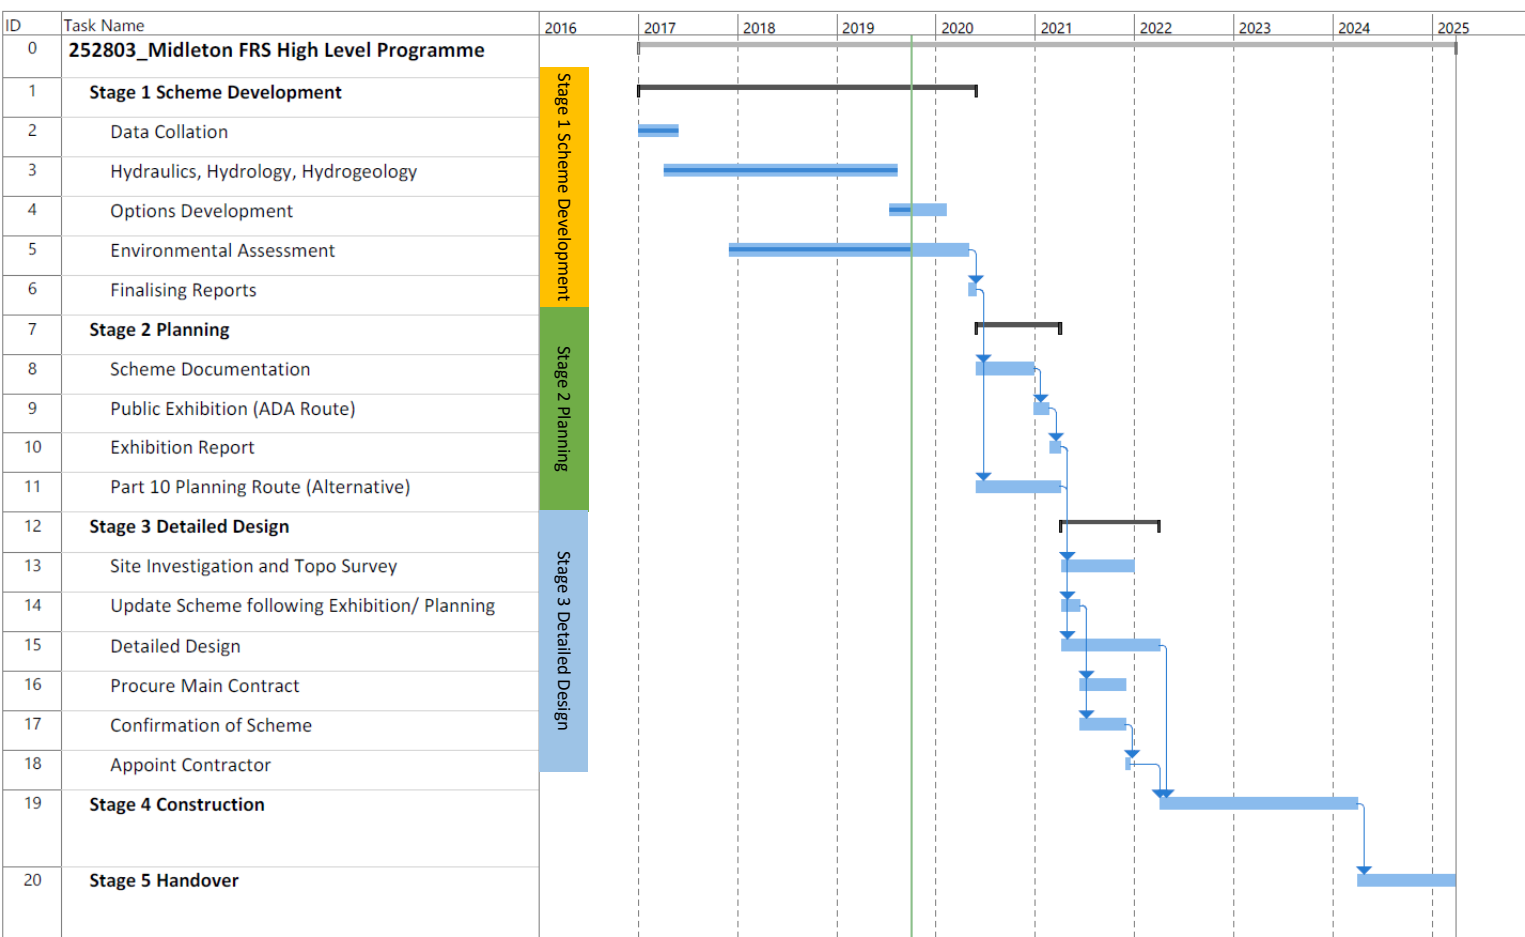 ID Task Name 2016 2017 2018 2019 2020 2021 2022 2023 2024 2025
0 252803_Midleton FRS High Level Programme
1 Stage 1 Scheme Development
2 Data Collation
3 Hydraulics, Hydrology, Hydrogeology
4 Options Development
5 Environmental Assessment
6 Finalising Reports
7 Stage 2 Planning
8 Scheme Documentation
9 Public Exhibition (ADA Route)
10 Exhibition Report
11 Part 10 Planning Route (Alternative)
12 Stage 3 Detailed Design
13 Site Investigation and Topo Survey
14 Update Scheme following Exhibition/ Planning
15 Detailed Design
16 Procure Main Contract
17 Confirmation of Scheme
18 Appoint Contractor
19 Stage 4 Construction
20 Stage 5 Handover
Stage 1 Scheme Development
Stage 2 Planning
Stage 3 Detailed Design